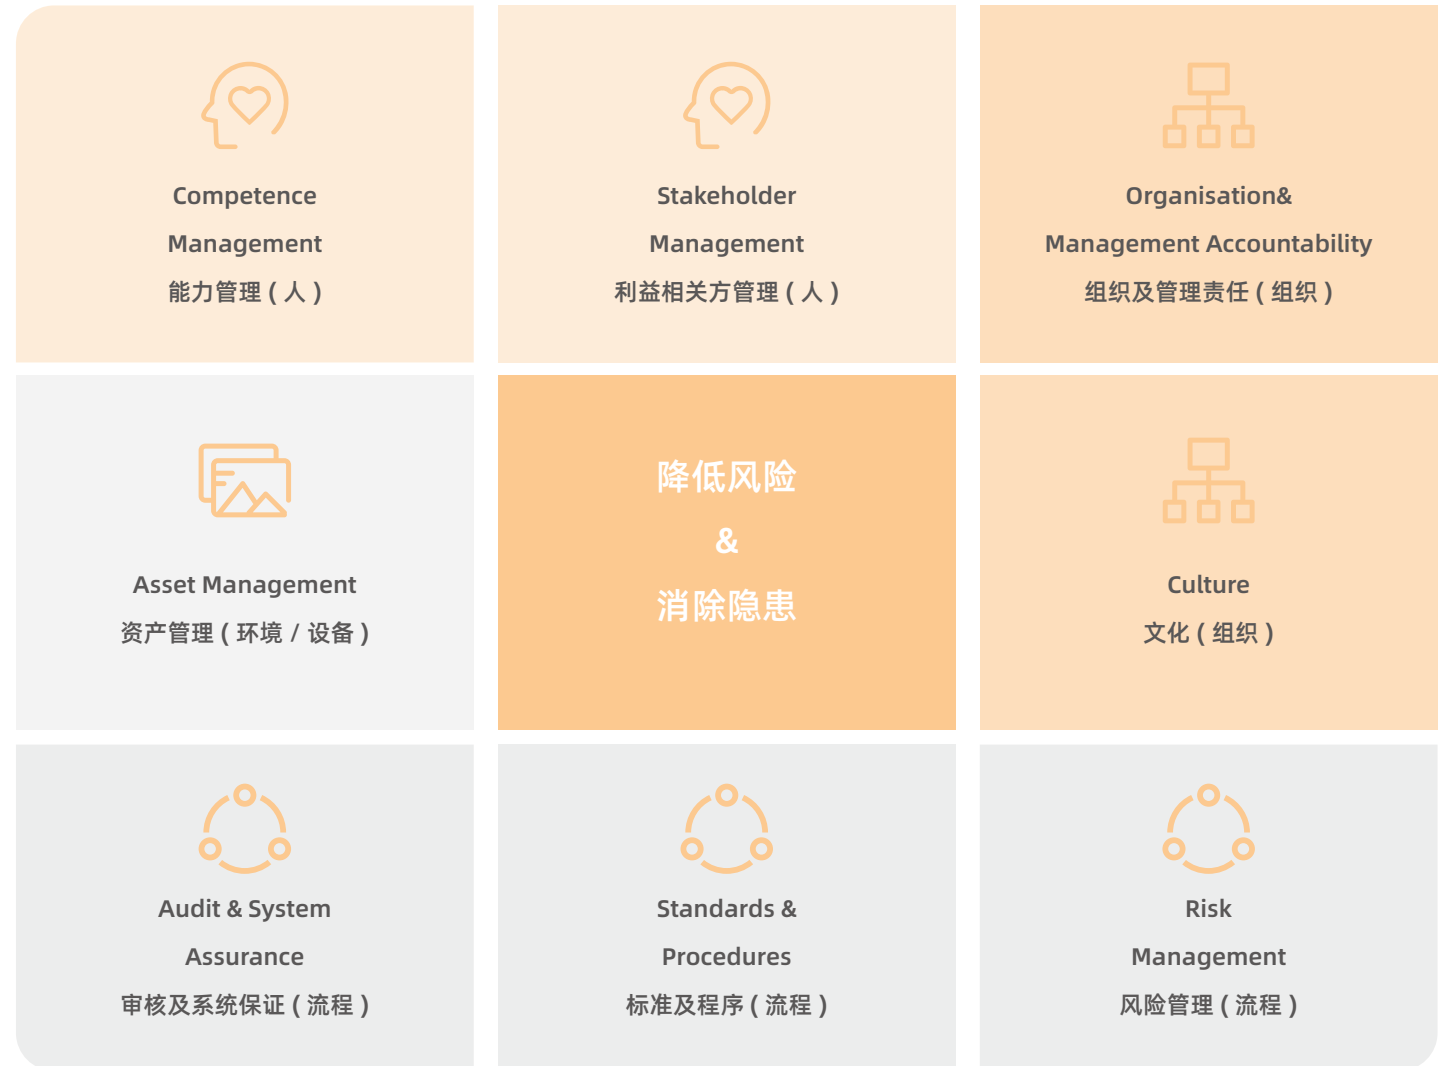 Competence
Management
能力管理 ( 人 )
Stakeholder
Management
利益相关方管理 ( 人 )
Organisation&
Management Accountability
组织及管理责任 ( 组织 )
Asset Management
资产管理 ( 环境 / 设备 )
降低风险
&
消除隐患
Culture
文化 ( 组织 )
Audit & System
Assurance
审核及系统保证 ( 流程 )
Standards &
Procedures
标准及程序 ( 流程 )
Risk
Management
风险管理 ( 流程 )